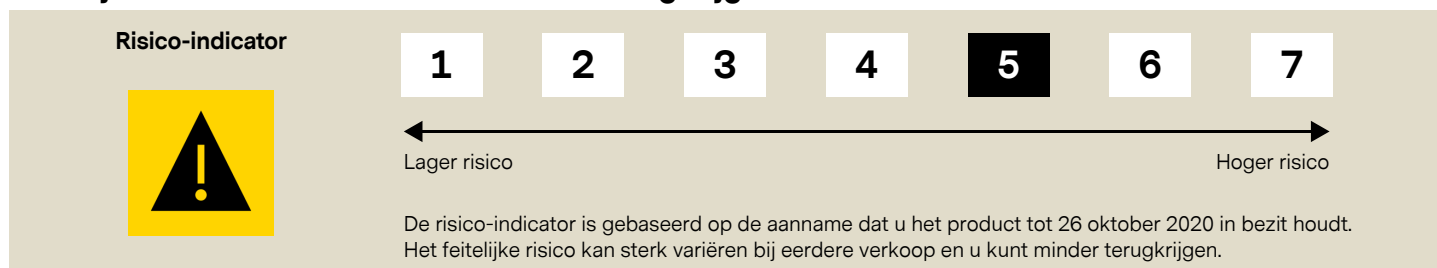 Risico-indicator
1 2 3 4 5 6 7
Lager risico Hoger risico
De risico-indicator is gebaseerd op de aanname dat u het product tot 26 oktober 2020 in bezit houdt.
Het feitelijke risico kan sterk variëren bij eerdere verkoop en u kunt minder terugkrijgen.